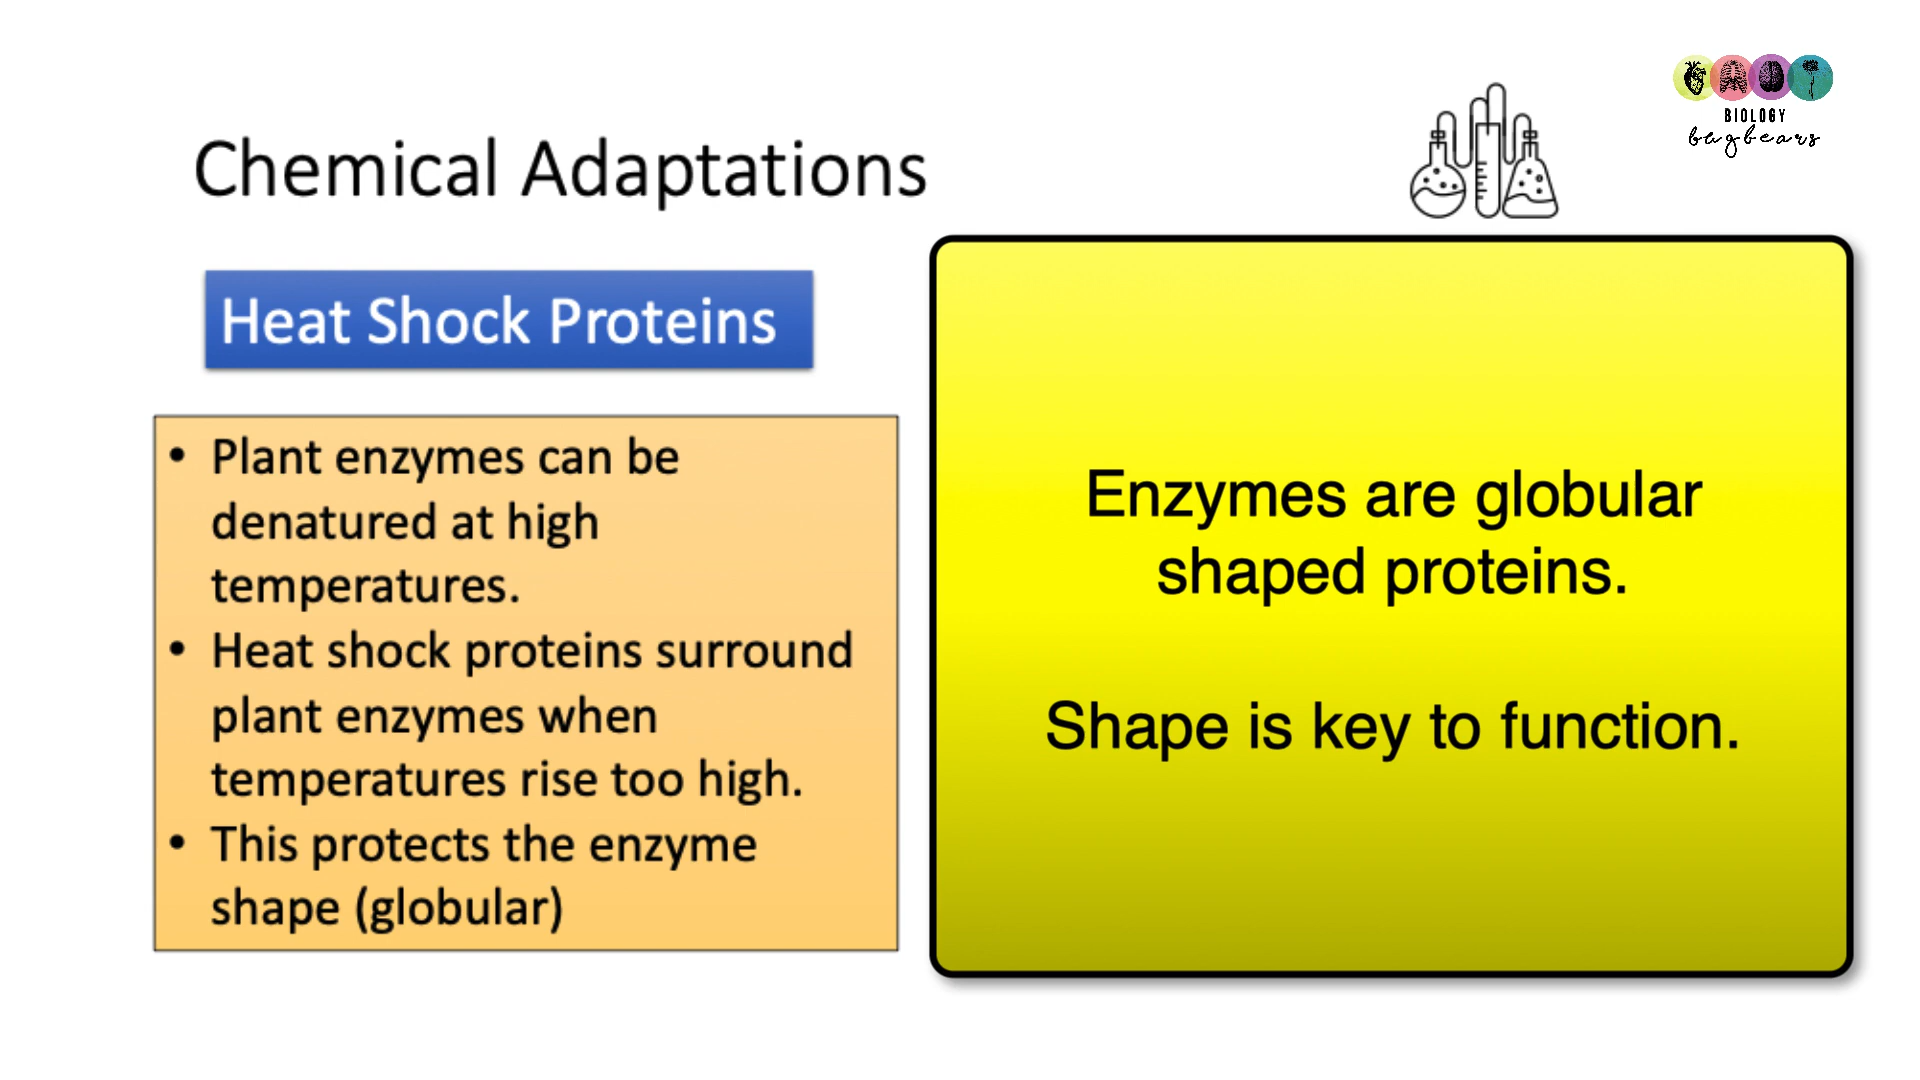 BIOLOGY
bugbears
Chemical Adaptations
Heat Shock Proteins
• Plant enzymes can be
denatured at high
temperatures.
• Heat shock proteins surround
plant enzymes when
temperatures rise too high.
• This protects the enzyme
shape (globular)
Enzymes are globular
shaped proteins.
Shape is key to function.